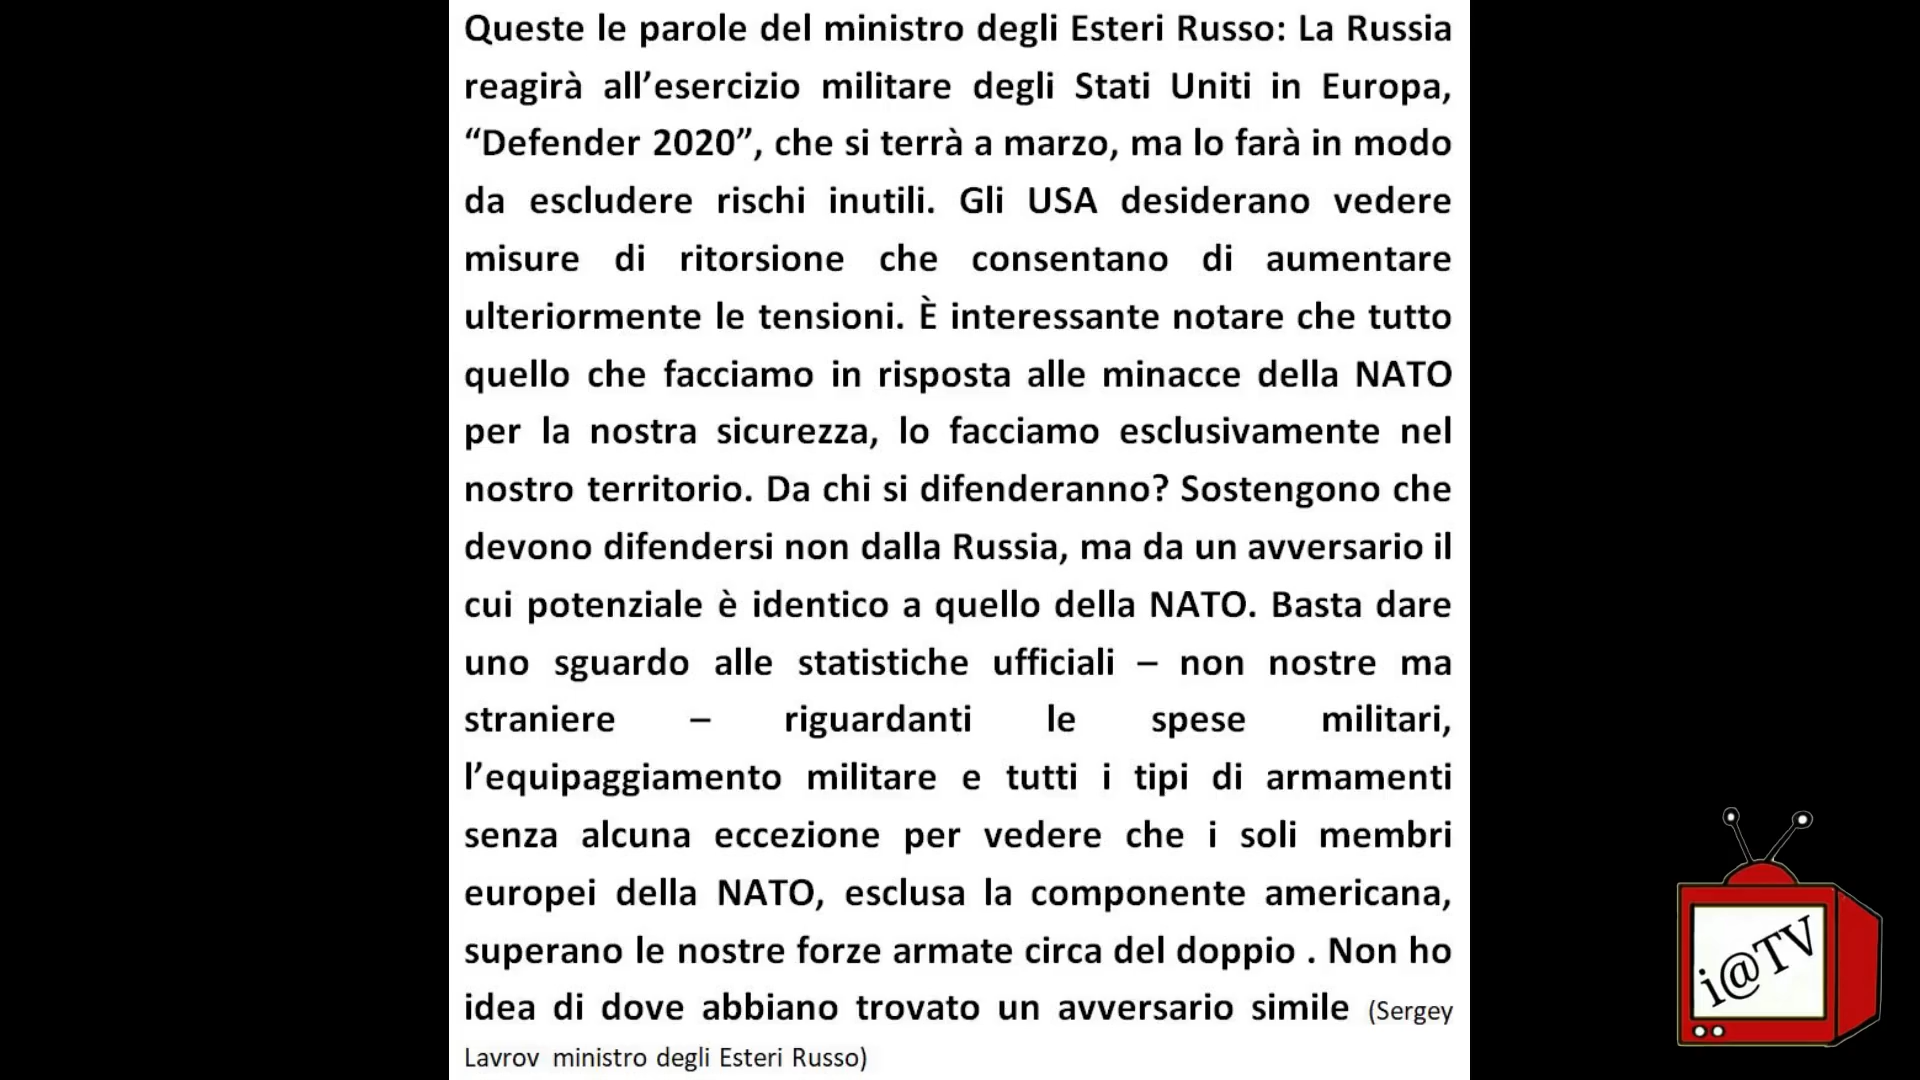 Queste le parole del ministro degli Esteri Russo: La Russia
reagirà all’esercizio militare degli Stati Uniti in Europa,
“Defender 2020”, che si terrà a marzo, ma lo farà in modo
da escludere rischi inutili. Gli USA desiderano vedere
misure di ritorsione che consentano di aumentare
ulteriormente le tensioni. È interessante notare che tutto
quello che facciamo in risposta alle minacce della NATO
per la nostra sicurezza, lo facciamo esclusivamente nel
nostro territorio. Da chi si difenderanno? Sostengono che
devono difendersi non dalla Russia, ma da un avversario il
cui potenziale è identico a quello della NATO. Basta dare
uno sguardo alle statistiche ufficiali – non nostre ma
straniere – riguardanti le spese militari,
l’equipaggiamento militare e tutti i tipi di armamenti
senza alcuna eccezione per vedere che i soli membri
europei della NATO, esclusa la componente americana,
superano le nostre forze armate circa del doppio . Non ho
idea di dove abbiano trovato un avversario simile (Sergey
Lavrov ministro degli Esteri Russo)
i@TV